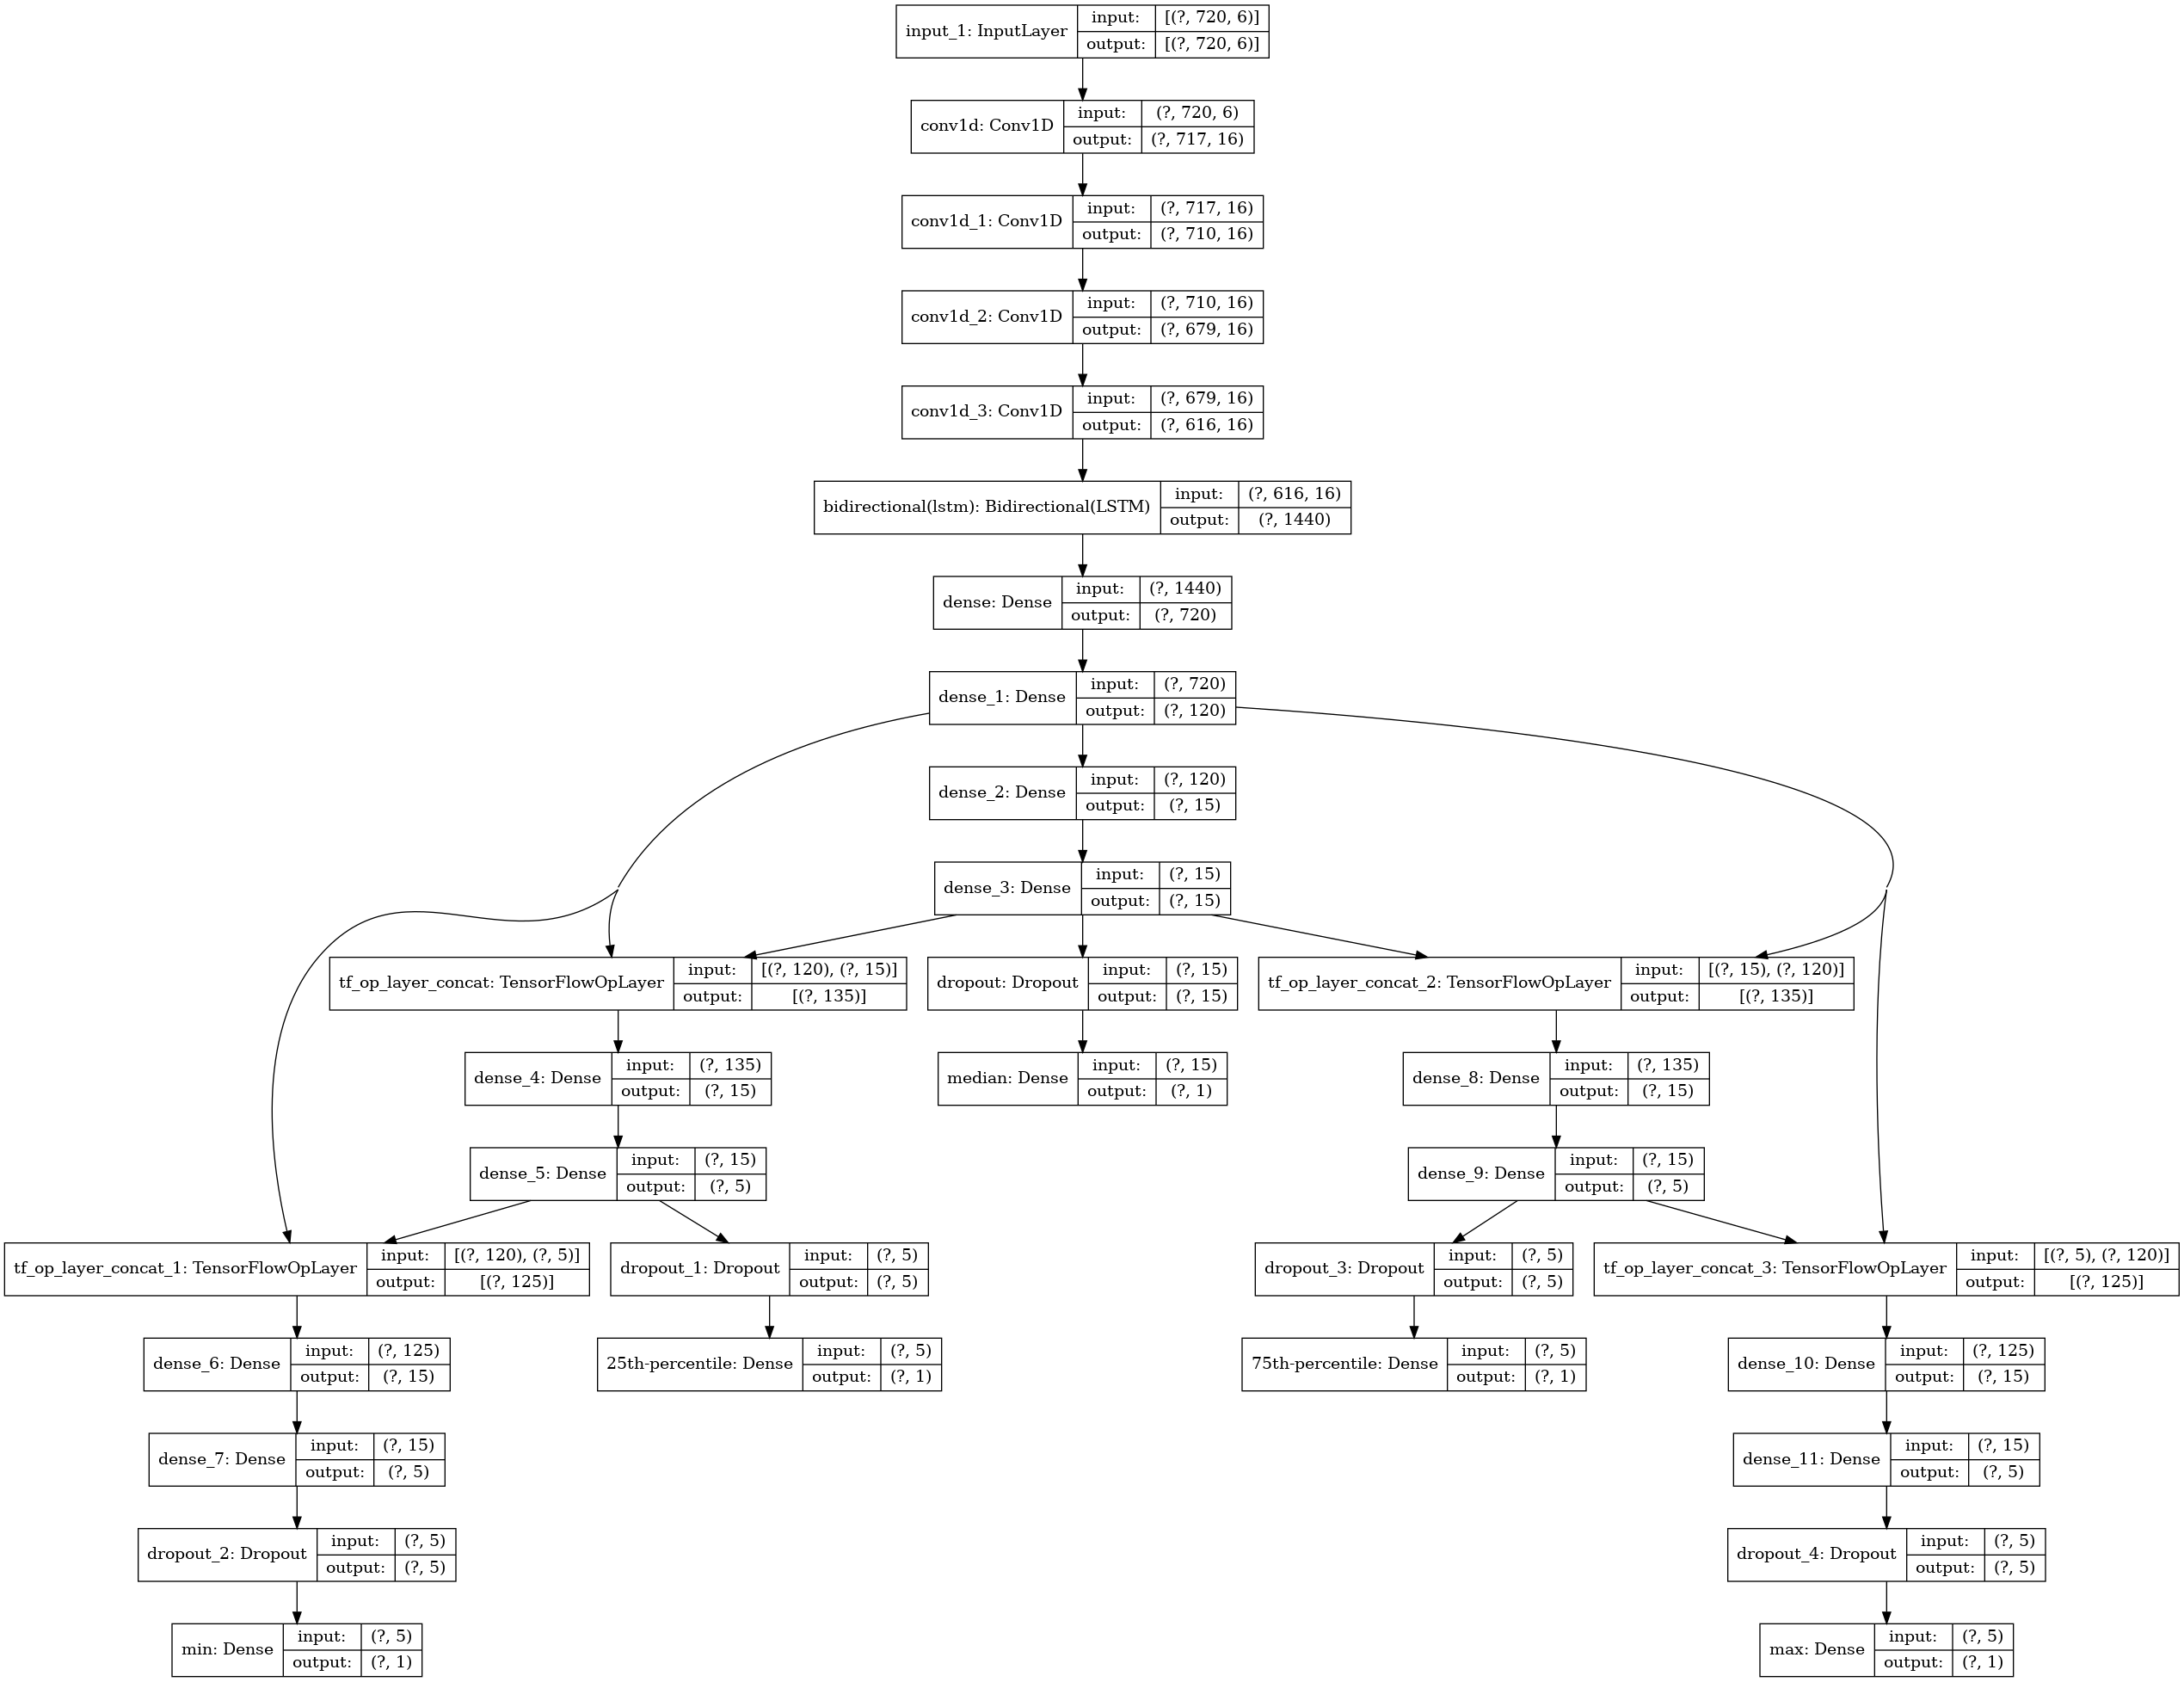 input_1: InputLayer
input: [(?, 720, 6)]
output: [(?, 720, 6)]
conv1d: Conv1D
input: (?, 720, 6)
output: (?, 717, 16)
conv1d_1: Conv1D
input: (?, 717, 16)
output: (?, 710, 16)
conv1d_2: Conv1D
input: (?, 710, 16)
output: (?, 679, 16)
conv1d_3: Conv1D
input: (?, 679, 16)
output: (?, 616, 16)
bidirectional(lstm): Bidirectional(LSTM)
input: (?, 616, 16)
output: (?, 1440)
dense: Dense
input: (?, 1440)
output: (?, 720)
dense_1: Dense
input: (?, 720)
output: (?, 120)
dense_2: Dense
input: (?, 120)
output: (?, 15)
dense_3: Dense
input: (?, 15)
output: (?, 15)
tf_op_layer_concat: TensorFlowOpLayer
input: [(?, 120), (?, 15)]
output: [(?, 135)]
dropout: Dropout
input: (?, 15)
output: (?, 15)
tf_op_layer_concat_2: TensorFlowOpLayer
input: [(?, 15), (?, 120)]
output: [(?, 135)]
dense_4: Dense
input: (?, 135)
output: (?, 15)
median: Dense
input: (?, 15)
output: (?, 1)
dense_8: Dense
input: (?, 135)
output: (?, 15)
dense_5: Dense
input: (?, 15)
output: (?, 5)
dense_9: Dense
input: (?, 15)
output: (?, 5)
tf_op_layer_concat_1: TensorFlowOpLayer
input: [(?, 120), (?, 5)]
output: [(?, 125)]
dropout_1: Dropout
input: (?, 5)
output: (?, 5)
dropout_3: Dropout
input: (?, 5)
output: (?, 5)
tf_op_layer_concat_3: TensorFlowOpLayer
input: [(?, 5), (?, 120)]
output: [(?, 125)]
dense_6: Dense
input: (?, 125)
output: (?, 15)
25th-percentile: Dense
input: (?, 5)
output: (?, 1)
75th-percentile: Dense
input: (?, 5)
output: (?, 1)
dense_10: Dense
input: (?, 125)
output: (?, 15)
dense_7: Dense
input: (?, 15)
output: (?, 5)
dense_11: Dense
input: (?, 15)
output: (?, 5)
dropout_2: Dropout
input: (?, 5)
output: (?, 5)
dropout_4: Dropout
input: (?, 5)
output: (?, 5)
min: Dense
input: (?, 5)
output: (?, 1)
max: Dense
input: (?, 5)
output: (?, 1)